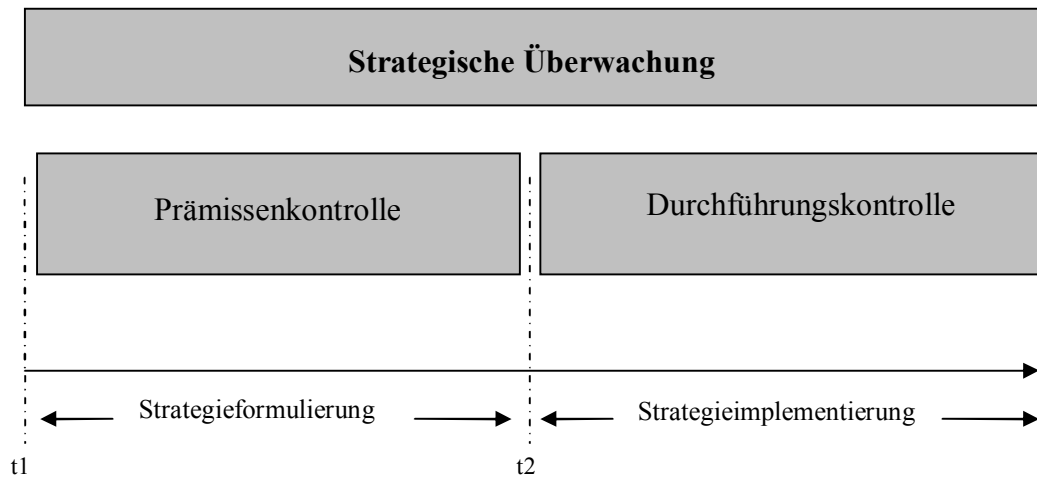 Strategische Überwachung
Prämissenkontrolle
Durchführungskontrolle
Strategieformulierung
Strategieimplementierung
t1
t2